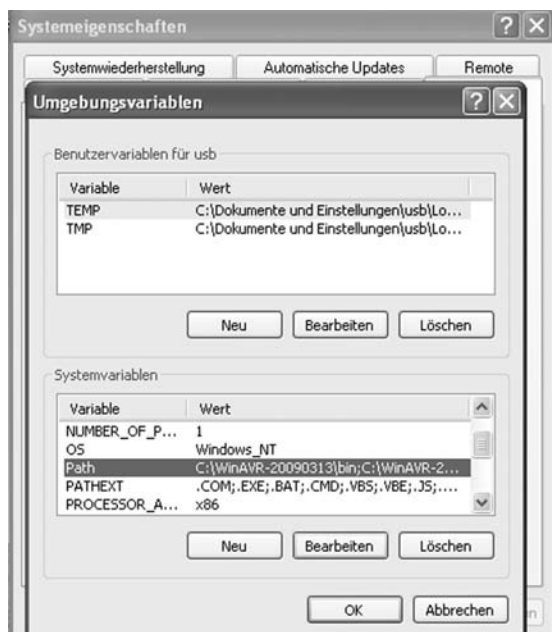 Systemeigenschaften
Systemwiederherstellung Automatische Updates Remote
Umgebungsvariablen
Benutzervariablen für usb
Variable Wert
TEMP C:\Dokumente und Einstellungen\usb\Lo...
TMP C:\Dokumente und Einstellungen\usb\Lo...
Neu Bearbeiten Löschen
Systemvariablen
Variable Wert
NUMBER_OF_P... 1
OS Windows_NT
Path C:\WinAVR-20090313\bin;C:\WinAVR-2...
PATHEXT .COM;.EXE;.BAT;.CMD;.VBS;.VBE;.JS;....
PROCESSOR_A... x86
Neu Bearbeiten Löschen
OK Abbrechen